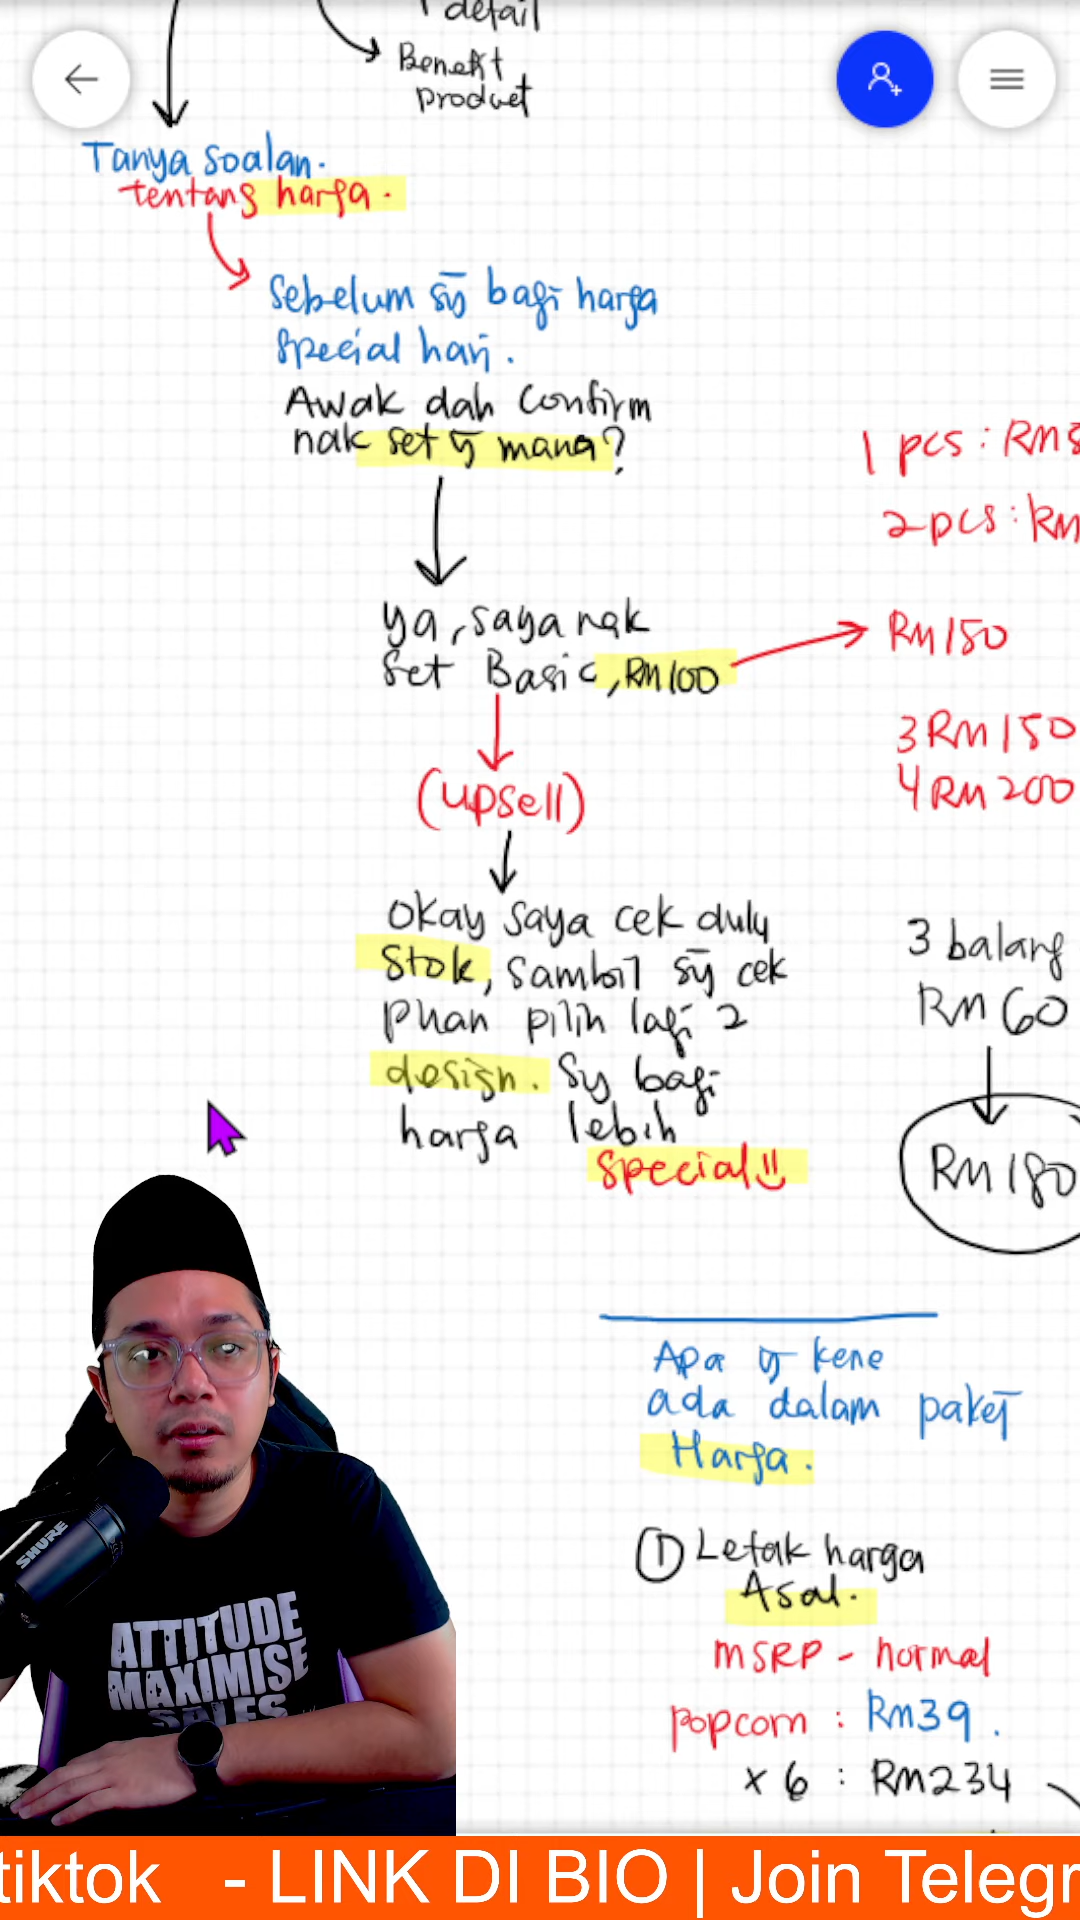 detail
Benefit
product
Tanya soalan.
tentang harga.
Sebelum sy bagi harga
special hari.
Awak dah confirm
nak set yg mana?
1 pcs : RM
2 pcs : RM
ya, saya nak
set Basic, RM100
RM150
3 RM150
4 RM200
(upsell)
Okay saya cek dulu
stok, sambil sy cek
puan pilih lagi 2
design. Sy bagi
harga lebih
special!!
3 balang
RM60
RM180
Apa yg kene
ada dalam pakej
Harga.
① Letak harga
Asal.
MSRP - normal
popcorn : RM39.
x 6 : RM234
SHURE
ATTITUDE
MAXIMISE
SALES
tiktok - LINK DI BIO | Join Telegr